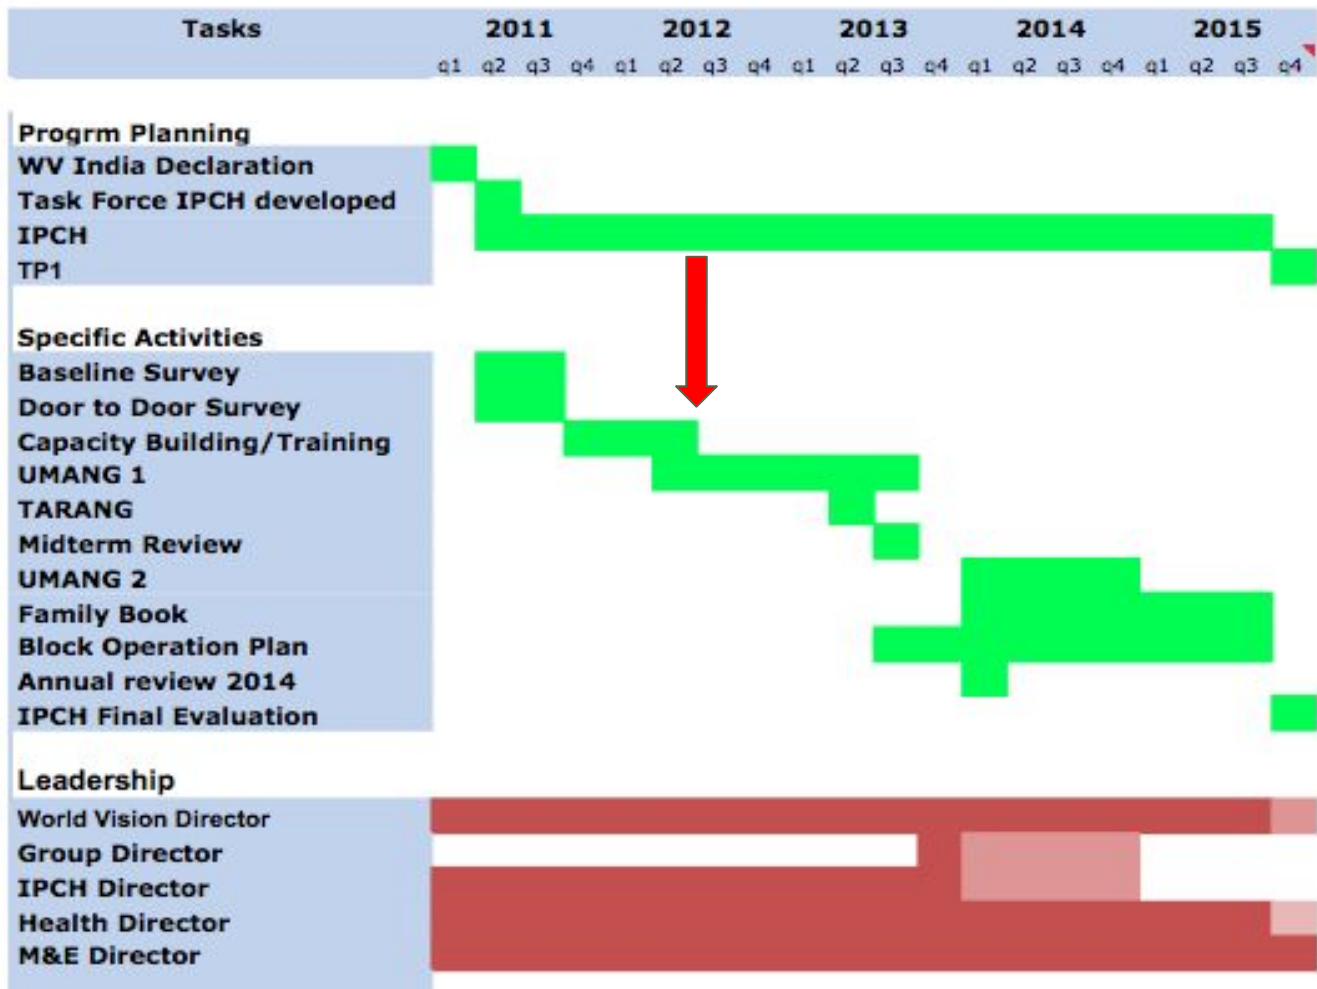 Tasks 2011 2012 2013 2014 2015
q1 q2 q3 q4 q1 q2 q3 q4 q1 q2 q3 q4 q1 q2 q3 q4 q1 q2 q3 q4
Progrm Planning
WV India Declaration
Task Force IPCH developed
IPCH
TP1
Specific Activities
Baseline Survey
Door to Door Survey
Capacity Building/Training
UMANG 1
TARANG
Midterm Review
UMANG 2
Family Book
Block Operation Plan
Annual review 2014
IPCH Final Evaluation
Leadership
World Vision Director
Group Director
IPCH Director
Health Director
M&E Director